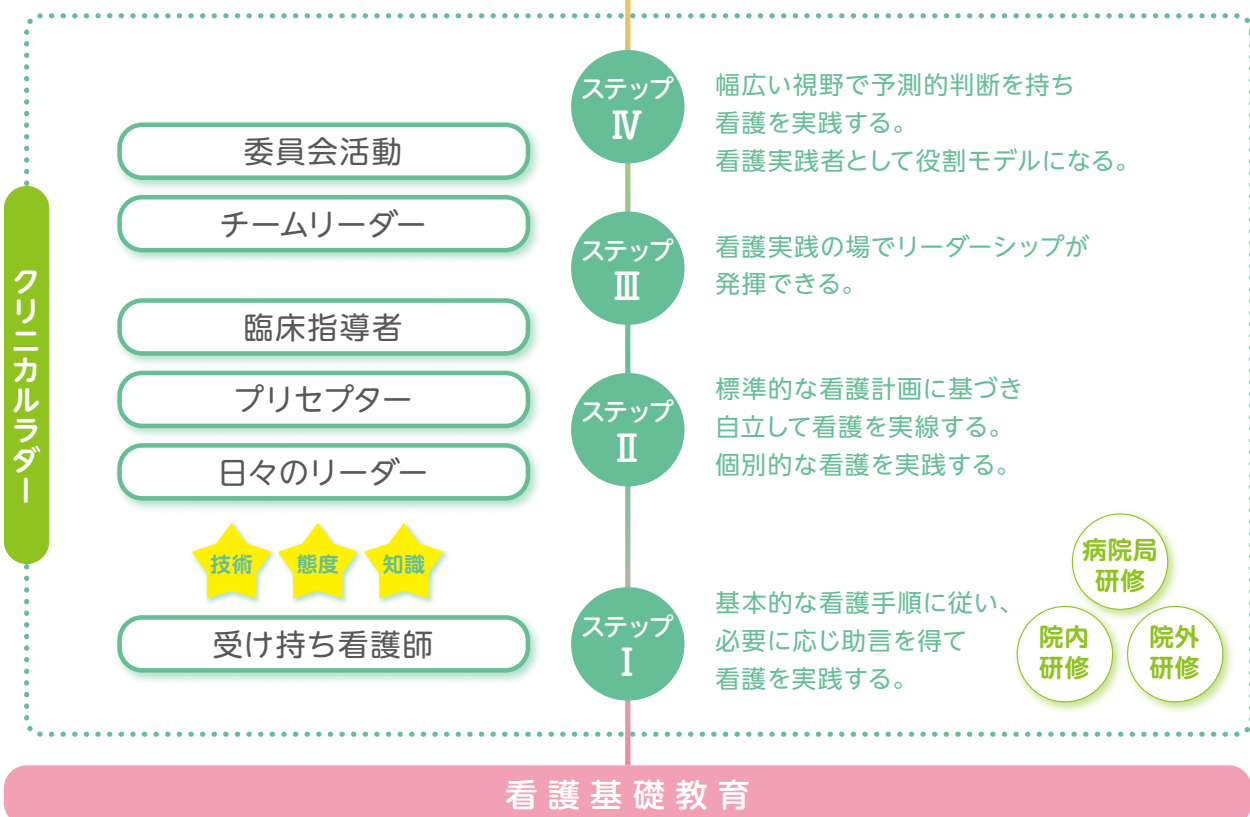 クリニカルラダー
委員会活動
チームリーダー
臨床指導者
プリセプター
日々のリーダー
技術
態度
知識
受け持ち看護師
ステップ
Ⅳ
幅広い視野で予測的判断を持ち
看護を実践する。
看護実践者として役割モデルになる。
ステップ
Ⅲ
看護実践の場でリーダーシップが
発揮できる。
ステップ
Ⅱ
標準的な看護計画に基づき
自立して看護を実線する。
個別的な看護を実践する。
ステップ
Ⅰ
基本的な看護手順に従い、
必要に応じ助言を得て
看護を実践する。
病院局
研修
院内
研修
院外
研修
看護基礎教育